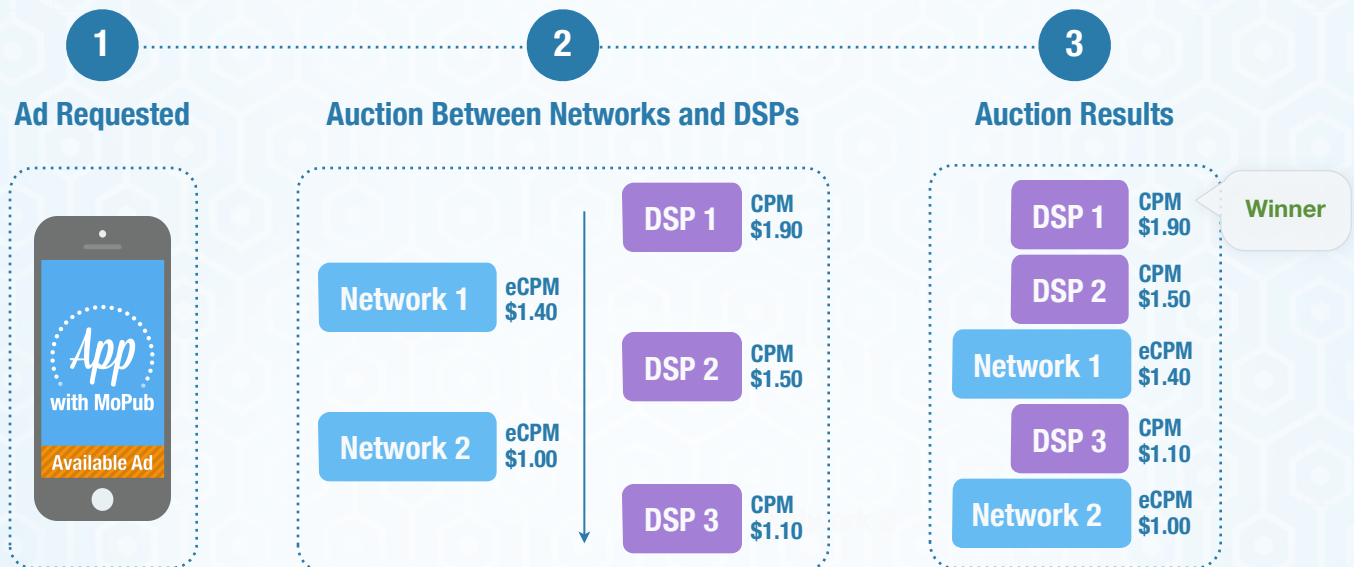 1
2
3
Ad Requested
Auction Between Networks and DSPs
Auction Results
App
with MoPub
Available Ad
DSP 1
CPM
$1.90
Network 1
eCPM
$1.40
DSP 2
CPM
$1.50
Network 2
eCPM
$1.00
DSP 3
CPM
$1.10
DSP 1
CPM
$1.90
Winner
DSP 2
CPM
$1.50
Network 1
eCPM
$1.40
DSP 3
CPM
$1.10
Network 2
eCPM
$1.00